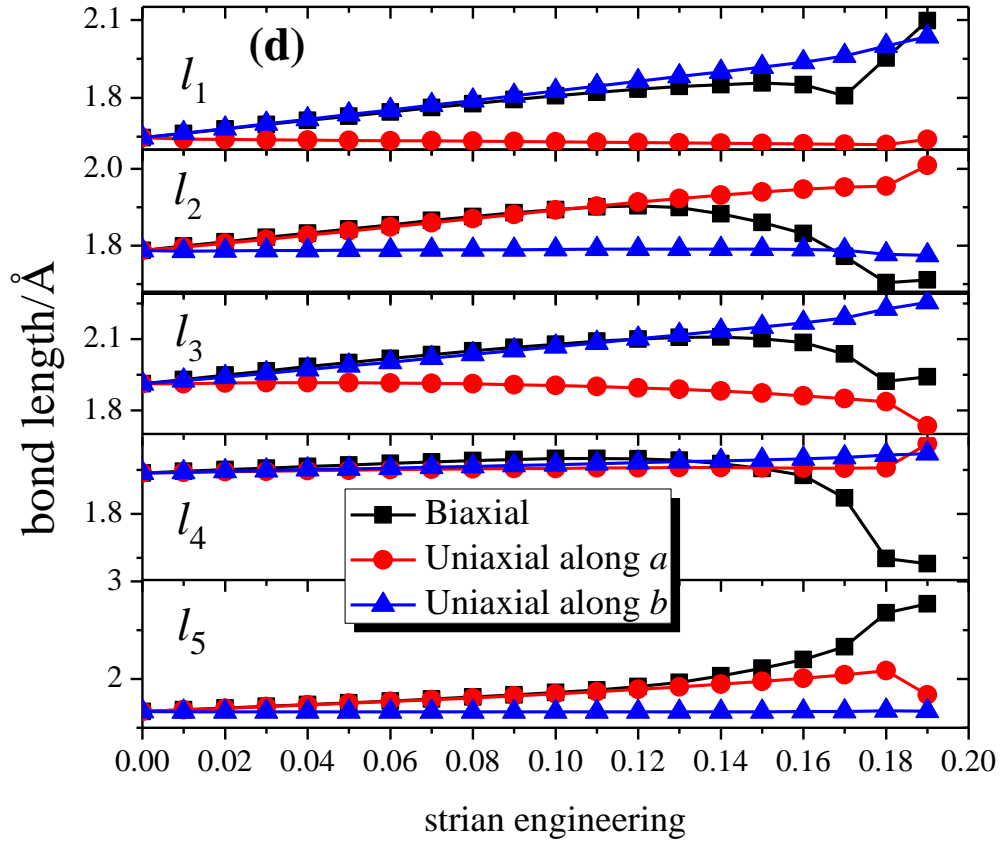 (d)
2.1
l1
1.8
2.0
l2
1.8
2.1
l3
1.8
l4
1.8
Biaxial
Uniaxial along a
Uniaxial along b
3
l5
2
0.00 0.02 0.04 0.06 0.08 0.10 0.12 0.14 0.16 0.18 0.20
strian engineering
bond length/Å